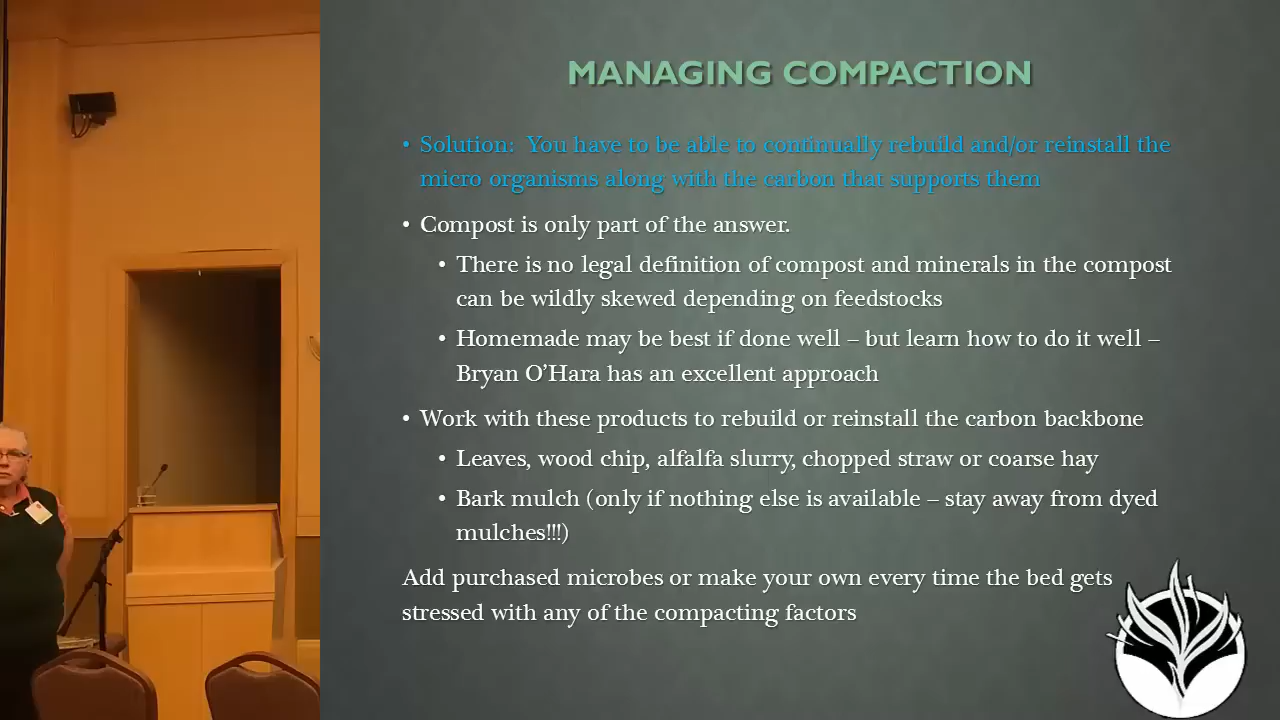 MANAGING COMPACTION
• Solution:  You have to be able to continually rebuild and/or reinstall the
micro organisms along with the carbon that supports them
• Compost is only part of the answer.
• There is no legal definition of compost and minerals in the compost
can be wildly skewed depending on feedstocks
• Homemade may be best if done well – but learn how to do it well –
Bryan O’Hara has an excellent approach
• Work with these products to rebuild or reinstall the carbon backbone
• Leaves, wood chip, alfalfa slurry, chopped straw or coarse hay
• Bark mulch (only if nothing else is available – stay away from dyed
mulches!!!)
Add purchased microbes or make your own every time the bed gets
stressed with any of the compacting factors